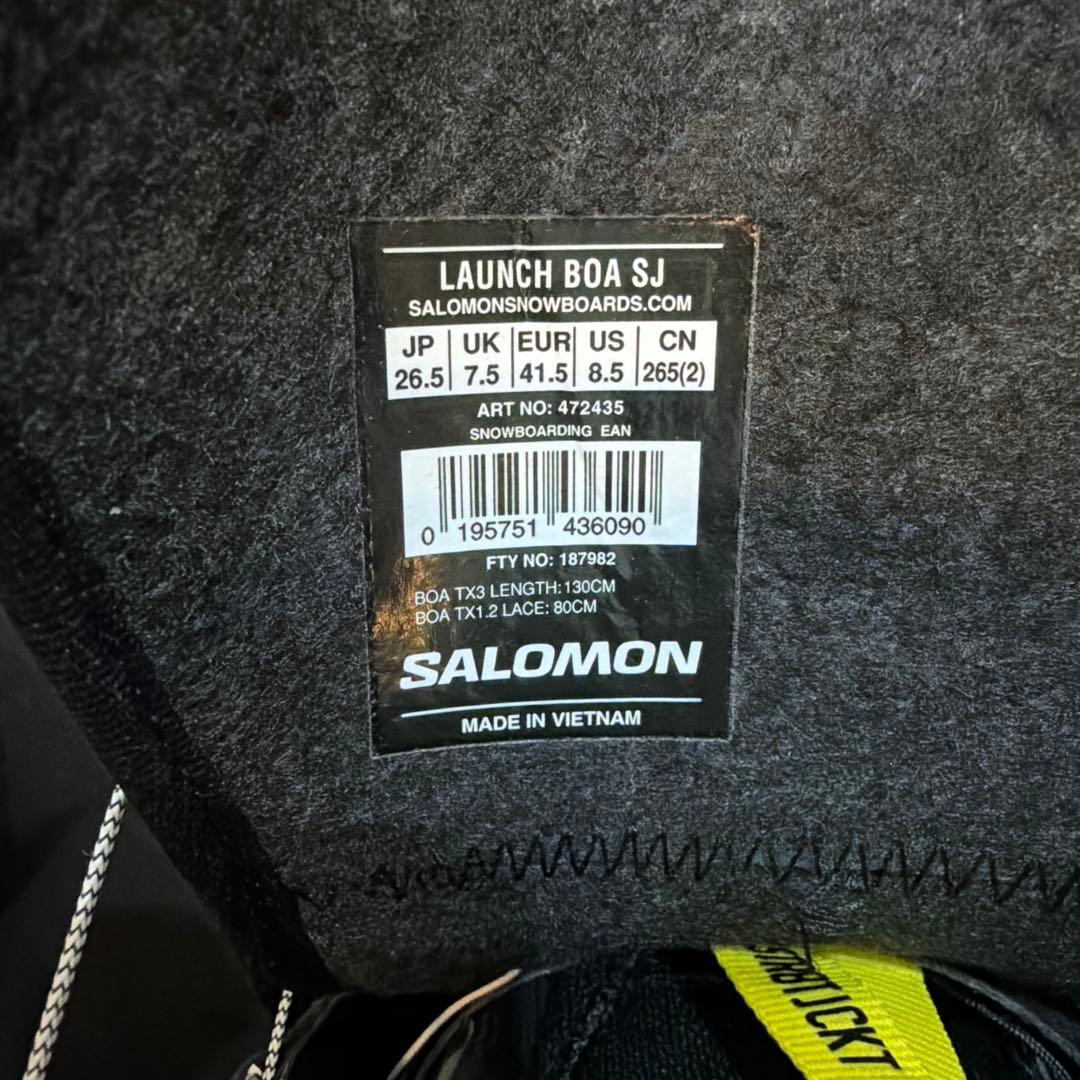 LAUNCH BOA SJ
SALOMONSNOWBOARDS.COM
JP UK EUR US CN
26.5 7.5 41.5 8.5 265(2)
ART NO: 472435
SNOWBOARDING EAN
0 195751 436090
FTY NO: 187982
BOA TX3 LENGTH:130CM
BOA TX1.2 LACE: 80CM
SALOMON
MADE IN VIETNAM
STR8TJCKT